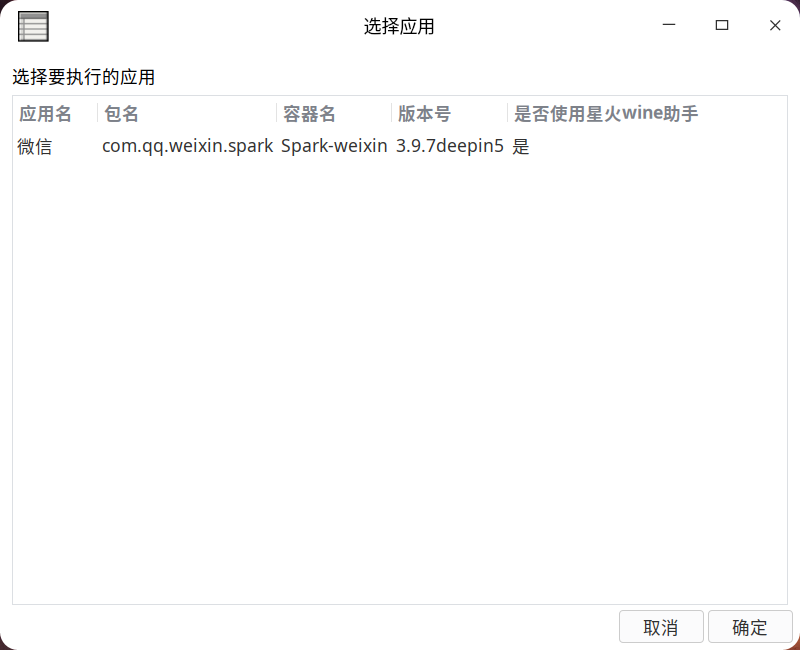 选择应用
选择要执行的应用
应用名 包名 容器名 版本号 是否使用星火wine助手
微信 com.qq.weixin.spark Spark-weixin 3.9.7deepin5 是
取消 确定